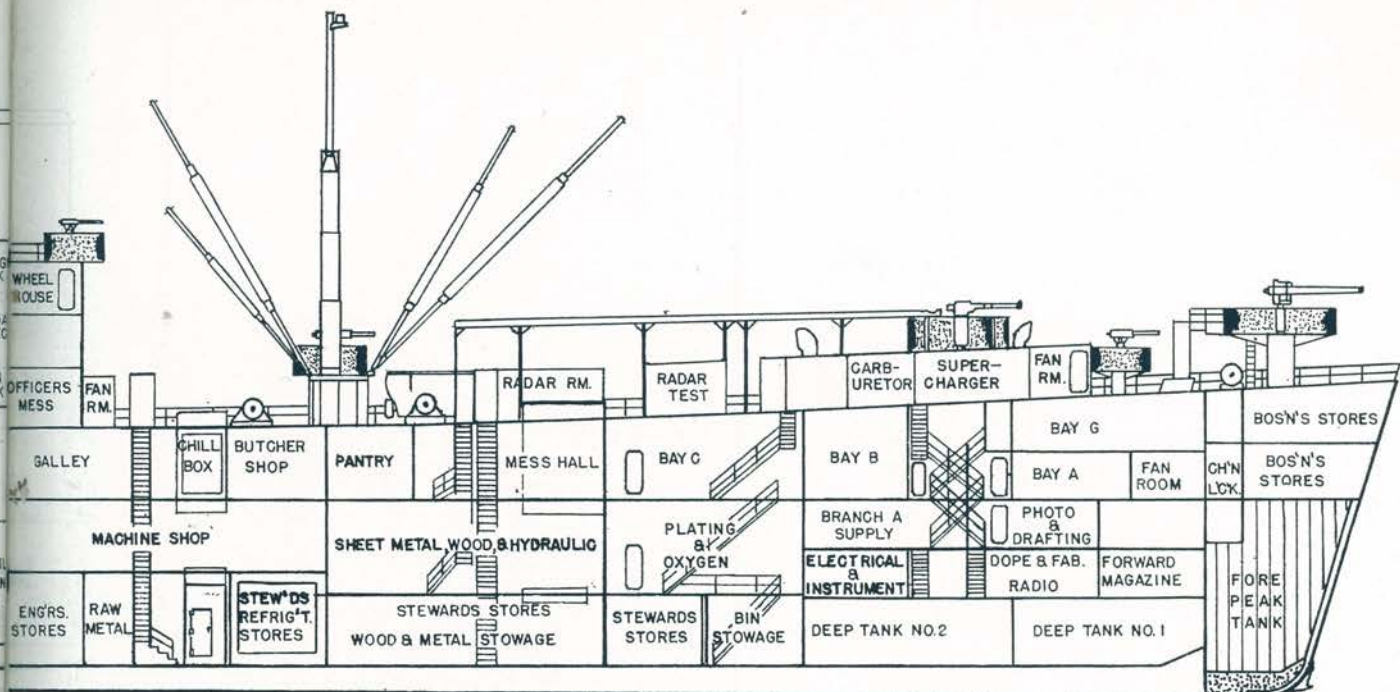 WHEEL
HOUSE
OFFICERS
MESS
FAN
RM.
RADAR RM.
RADAR
TEST
CARB-
URETOR
SUPER-
CHARGER
FAN
RM.
GALLEY
CHILL
BOX
BUTCHER
SHOP
PANTRY
MESS HALL
BAY C
BAY B
BAY G
BAY A
FAN
ROOM
CH'N
L'CK.
BOS'N'S STORES
BOS'N'S
STORES
MACHINE SHOP
SHEET METAL, WOOD, & HYDRAULIC
PLATING
&
OXYGEN
BRANCH A
SUPPLY
PHOTO
&
DRAFTING
ELECTRICAL
&
INSTRUMENT
DOPE & FAB.
RADIO
FORWARD
MAGAZINE
FORE
PEAK
TANK
ENG'RS.
STORES
RAW
METAL
STEW'DS
REFRIG'T.
STORES
STEWARDS STORES
WOOD & METAL STOWAGE
STEWARDS
STORES
BIN
STOWAGE
DEEP TANK NO.2
DEEP TANK NO.1